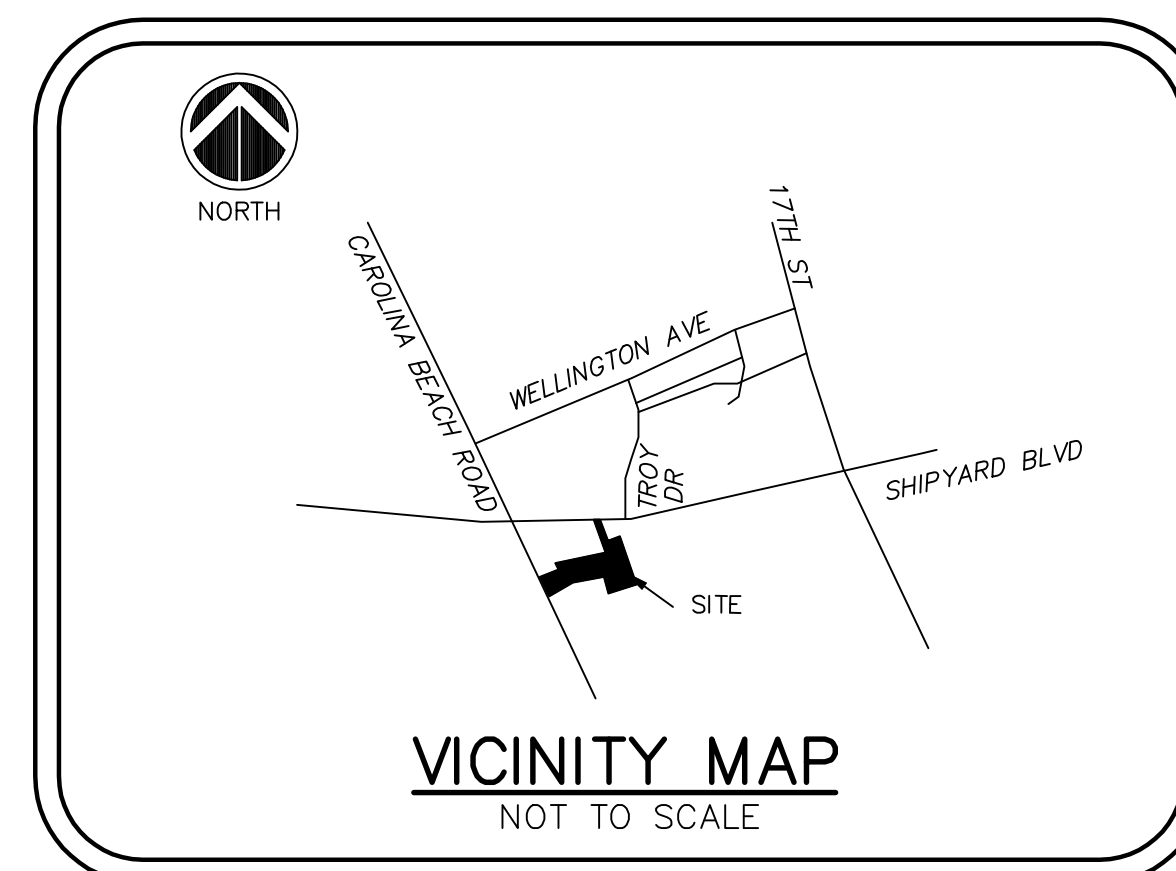 NORTH
17TH ST
CAROLINA BEACH ROAD
WELLINGTON AVE
TROY
DR
SHIPYARD BLVD
SITE
VICINITY MAP
NOT TO SCALE